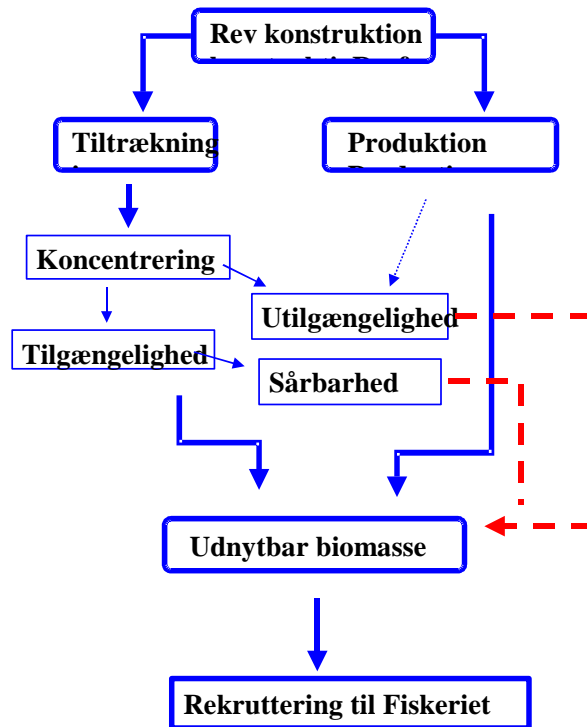 Rev konstruktion
Tiltrækning
Produktion
Koncentrering
Utilgængelighed
Tilgængelighed
Sårbarhed
Udnytbar biomasse
Rekruttering til Fiskeriet